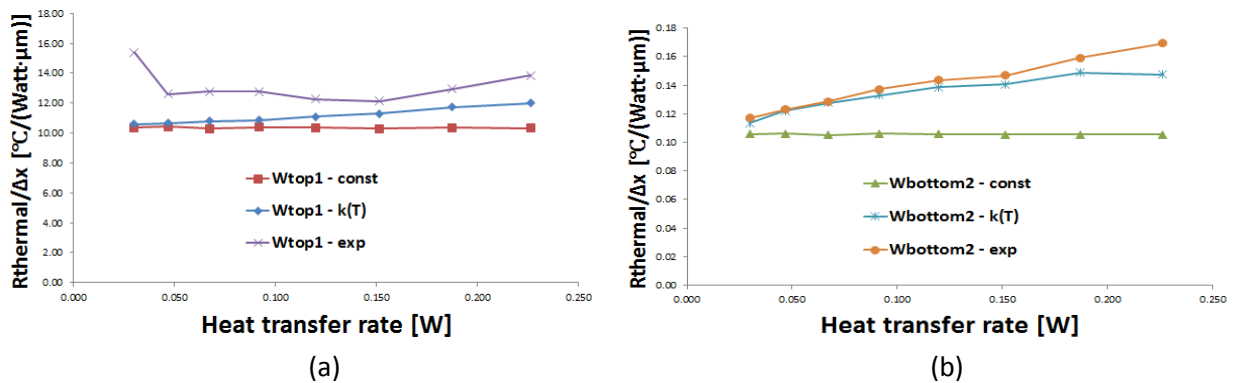 18.00
16.00
14.00
12.00
10.00
8.00
6.00
4.00
2.00
0.00
Rthermal/Δx [℃/(Watt·µm)]
Wtop1 - const
Wtop1 - k(T)
Wtop1 - exp
0.000 0.050 0.100 0.150 0.200 0.250
Heat transfer rate [W]
(a)
0.18
0.16
0.14
0.12
0.10
0.08
0.06
0.04
0.02
0.00
Rthermal/Δx [℃/(Watt·µm)]
Wbottom2 - const
Wbottom2 - k(T)
Wbottom2 - exp
0.000 0.050 0.100 0.150 0.200 0.250
Heat transfer rate [W]
(b)